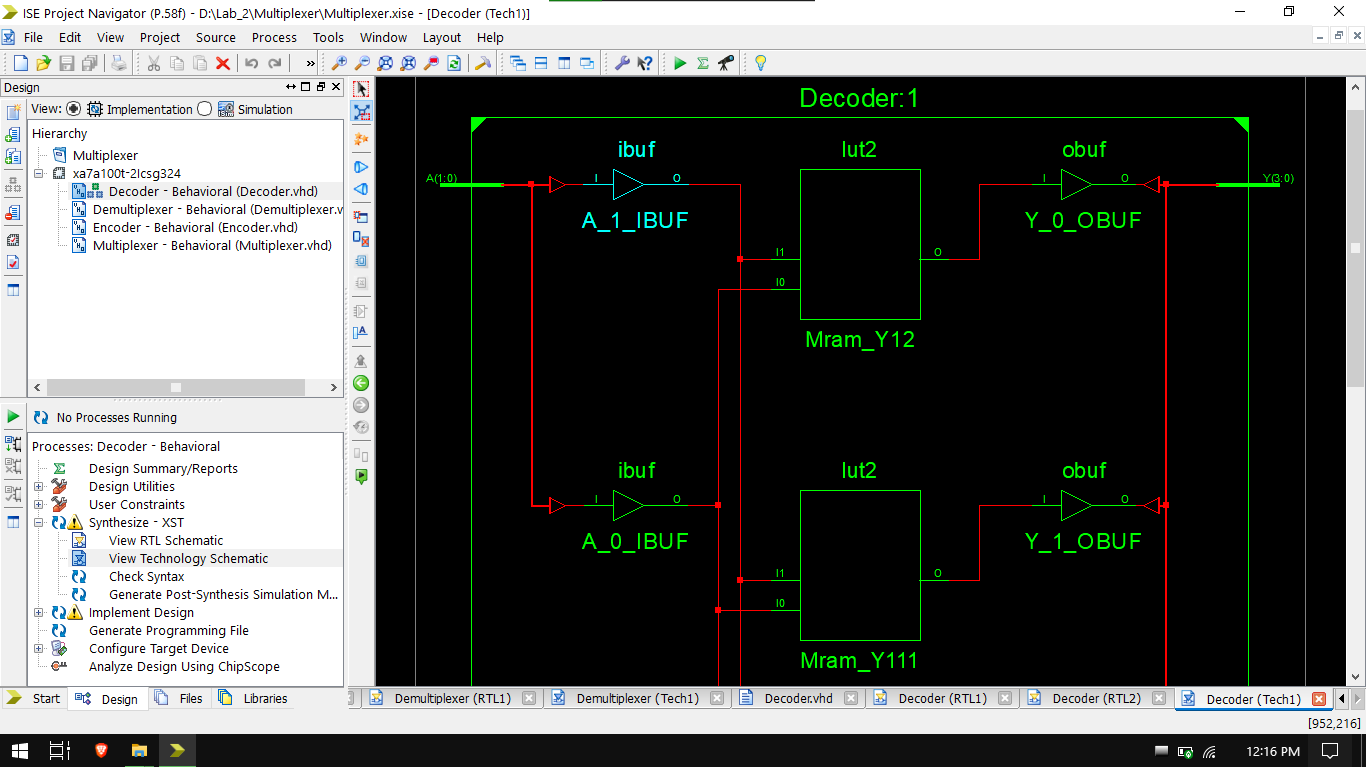 ISE Project Navigator (P.58f) - D:\Lab_2\Multiplexer\Multiplexer.xise - [Decoder (Tech1)]
File Edit View Project Source Process Tools Window Layout Help
Design
View: Implementation Simulation
Hierarchy
Multiplexer
xa7a100t-2Icsg324
Decoder - Behavioral (Decoder.vhd)
Demultiplexer - Behavioral (Demultiplexer.v
Encoder - Behavioral (Encoder.vhd)
Multiplexer - Behavioral (Multiplexer.vhd)
No Processes Running
Processes: Decoder - Behavioral
Design Summary/Reports
Design Utilities
User Constraints
Synthesize - XST
View RTL Schematic
View Technology Schematic
Check Syntax
Generate Post-Synthesis Simulation M...
Implement Design
Generate Programming File
Configure Target Device
Analyze Design Using ChipScope
Start Design Files Libraries
Decoder:1
ibuf lut2 obuf
A(1:0) I O I O Y(3:0)
A_1_IBUF Y_0_OBUF
I1 O
I0
Mram_Y12
ibuf lut2 obuf
I O I O
A_0_IBUF Y_1_OBUF
I1 O
I0
Mram_Y111
Demultiplexer (RTL1) Demultiplexer (Tech1) Decoder.vhd Decoder (RTL1) Decoder (RTL2) Decoder (Tech1)
[952,216]
12:16 PM